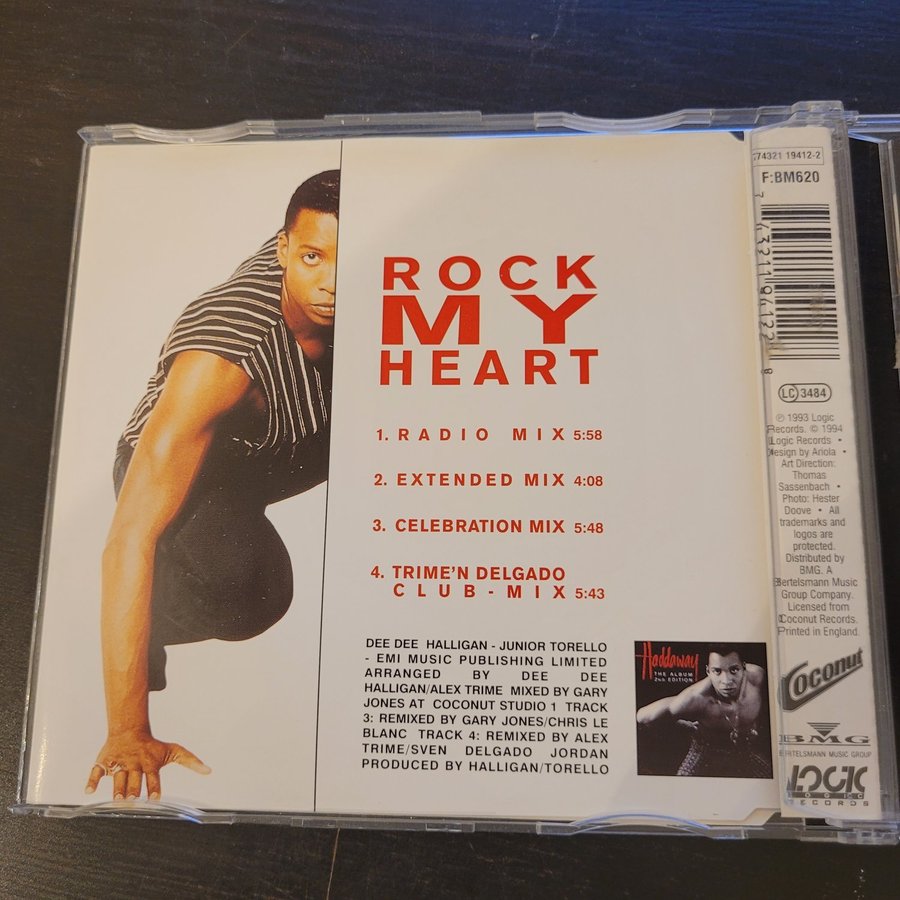 ROCK
MY
HEART
1. RADIO MIX 5:58
2. EXTENDED MIX 4:08
3. CELEBRATION MIX 5:48
4. TRIME'N DELGADO
CLUB-MIX 5:43
DEE DEE HALLIGAN - JUNIOR TORELLO
- EMI MUSIC PUBLISHING LIMITED
ARRANGED BY DEE DEE
HALLIGAN/ALEX TRIME MIXED BY GARY
JONES AT COCONUT STUDIO 1 TRACK
3: REMIXED BY GARY JONES/CHRIS LE
BLANC TRACK 4: REMIXED BY ALEX
TRIME/SVEN DELGADO JORDAN
PRODUCED BY HALLIGAN/TORELLO
Haddaway
THE ALBUM
2ND EDITION
74321 19412-2
F:BM620
LC 3484
℗ 1993 Logic
Records. © 1994
Logic Records •
Design by Ariola •
Art Direction:
Thomas
Sassenbach •
Photo: Hester
Doove • All
trademarks and
logos are
protected.
Distributed by
BMG. A
Bertelsmann Music
Group Company.
Licensed from
Coconut Records.
Printed in England.
Coconut
BMG
BERTELSMANN MUSIC GROUP
LOGIC
LOGIC
RECORDS